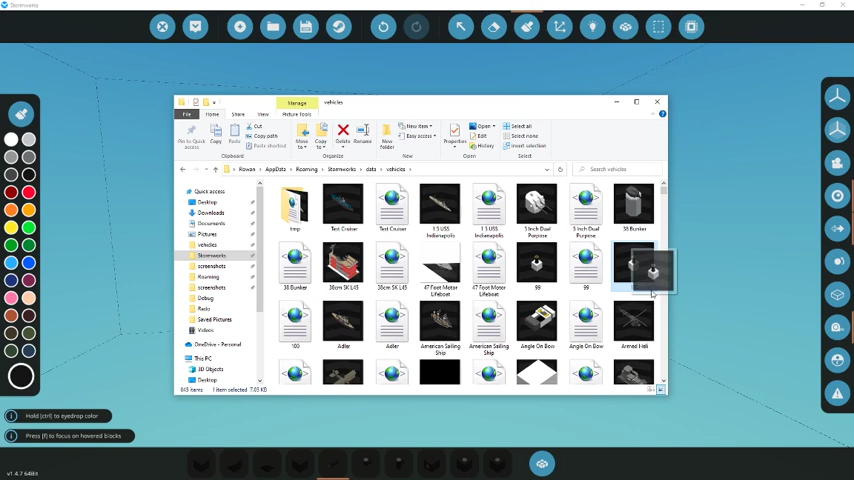 Stormworks
Manage
vehicles
File
Home
Share
View
Picture Tools
Pin to Quick access
Copy
Paste
Cut
Copy path
Paste shortcut
Clipboard
Move to
Copy to
Delete
Rename
Organize
New folder
New item
Easy access
New
Properties
Open
Edit
History
Open
Select all
Select none
Invert selection
Select
Rowan > AppData > Roaming > Stormworks > data > vehicles >
Search vehicles
Quick access
Desktop
Downloads
Documents
Pictures
vehicles
Stormworks
screenshots
Roaming
screenshots
Debug
Saved Pictures
Videos
OneDrive - Personal
This PC
3D Objects
Desktop
tmp
Test Cruiser
Test Cruiser
1 5 USS Indianapolis
1 5 USS Indianapolis
5 Inch Dual Purpose
5 Inch Dual Purpose
38 Bunker
38 Bunker
38cm SK L45
38cm SK L45
47 Foot Motor Lifeboat
47 Foot Motor Lifeboat
99
99
100
Adler
Adler
American Sailing Ship
American Sailing Ship
Angle On Bow
Angle On Bow
Armed Heli
1 item selected 7.03 KB
Hold [ctrl] to eyedrop color
Press [f] to focus on hovered blocks
v1.4.7 64Bit